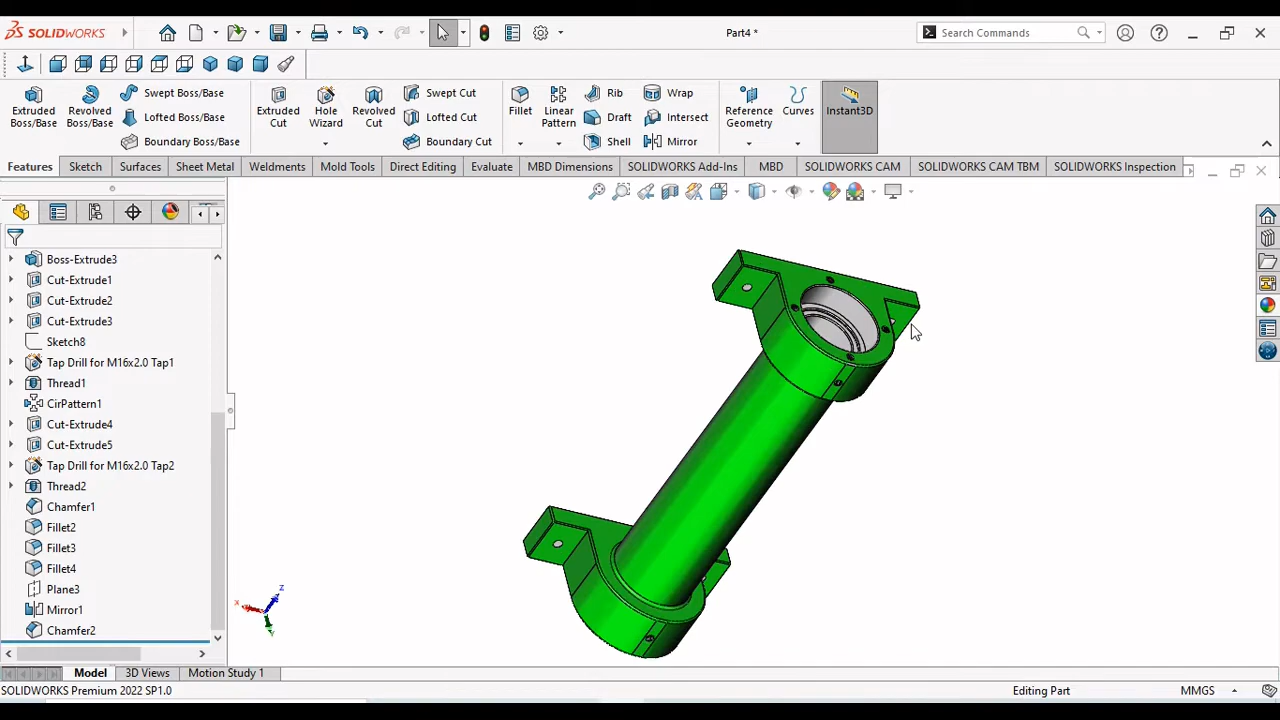 SOLIDWORKS
Part4 *
Search Commands
Extruded Boss/Base
Revolved Boss/Base
Swept Boss/Base
Lofted Boss/Base
Boundary Boss/Base
Extruded Cut
Hole Wizard
Revolved Cut
Swept Cut
Lofted Cut
Boundary Cut
Fillet
Linear Pattern
Rib
Draft
Shell
Wrap
Intersect
Mirror
Reference Geometry
Curves
Instant3D
Features
Sketch
Surfaces
Sheet Metal
Weldments
Mold Tools
Direct Editing
Evaluate
MBD Dimensions
SOLIDWORKS Add-Ins
MBD
SOLIDWORKS CAM
SOLIDWORKS CAM TBM
SOLIDWORKS Inspection
Boss-Extrude3
Cut-Extrude1
Cut-Extrude2
Cut-Extrude3
Sketch8
Tap Drill for M16x2.0 Tap1
Thread1
CirPattern1
Cut-Extrude4
Cut-Extrude5
Tap Drill for M16x2.0 Tap2
Thread2
Chamfer1
Fillet2
Fillet3
Fillet4
Plane3
Mirror1
Chamfer2
Z
X
Y
Model
3D Views
Motion Study 1
SOLIDWORKS Premium 2022 SP1.0
Editing Part
MMGS